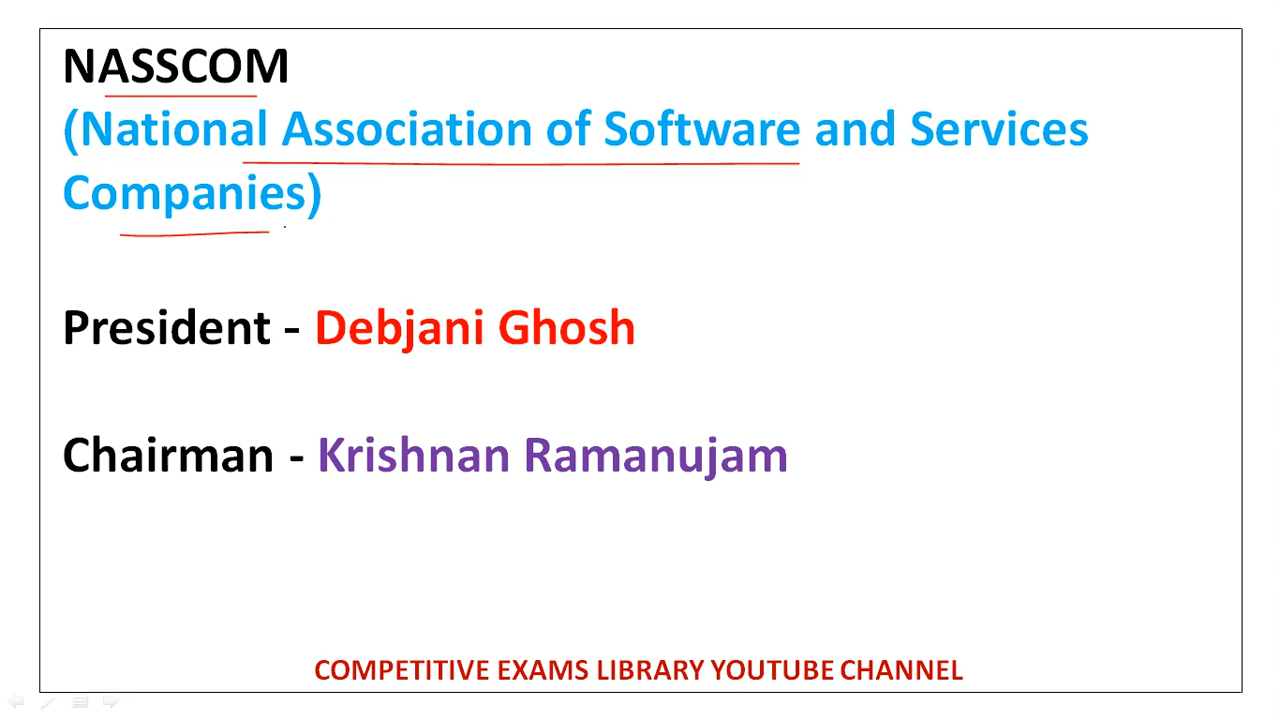 NASSCOM
(National Association of Software and Services
Companies)
President - Debjani Ghosh
Chairman - Krishnan Ramanujam
COMPETITIVE EXAMS LIBRARY YOUTUBE CHANNEL